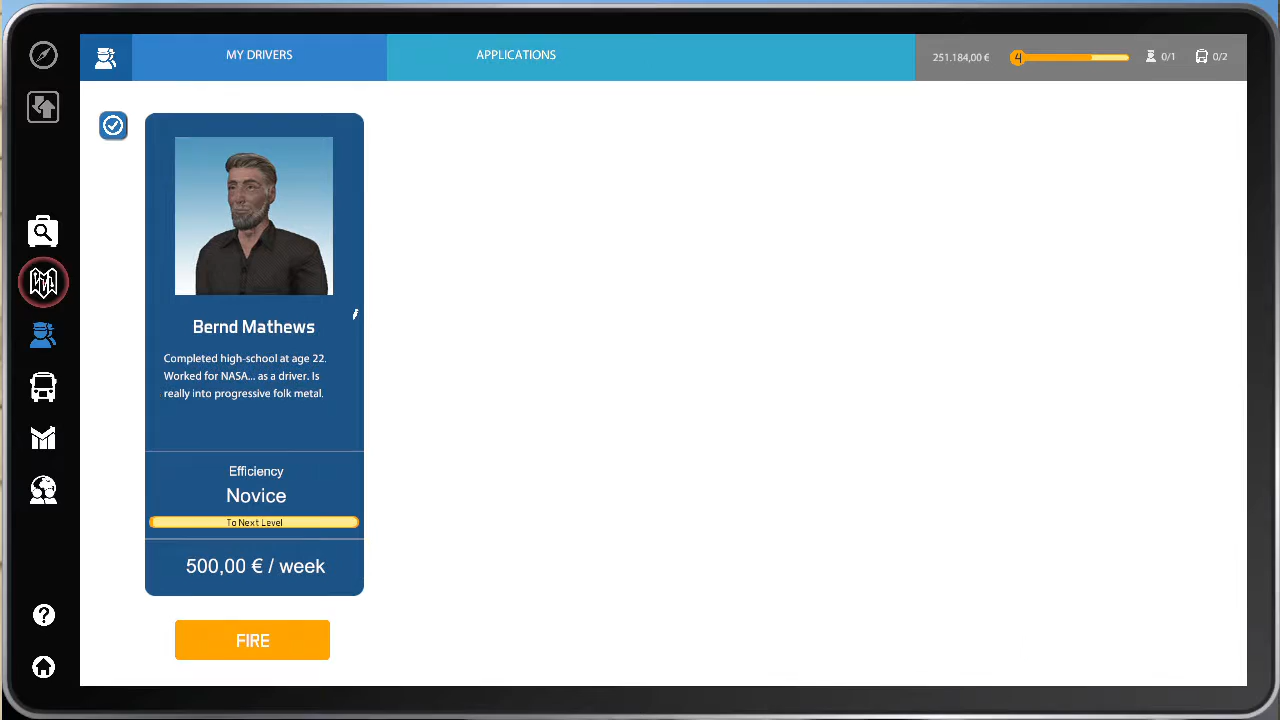 MY DRIVERS
APPLICATIONS
251.184,00 €
4
0/1
0/2
Bernd Mathews
Completed high-school at age 22.
Worked for NASA... as a driver. Is
really into progressive folk metal.
Efficiency
Novice
To Next Level
500,00 € / week
FIRE
?